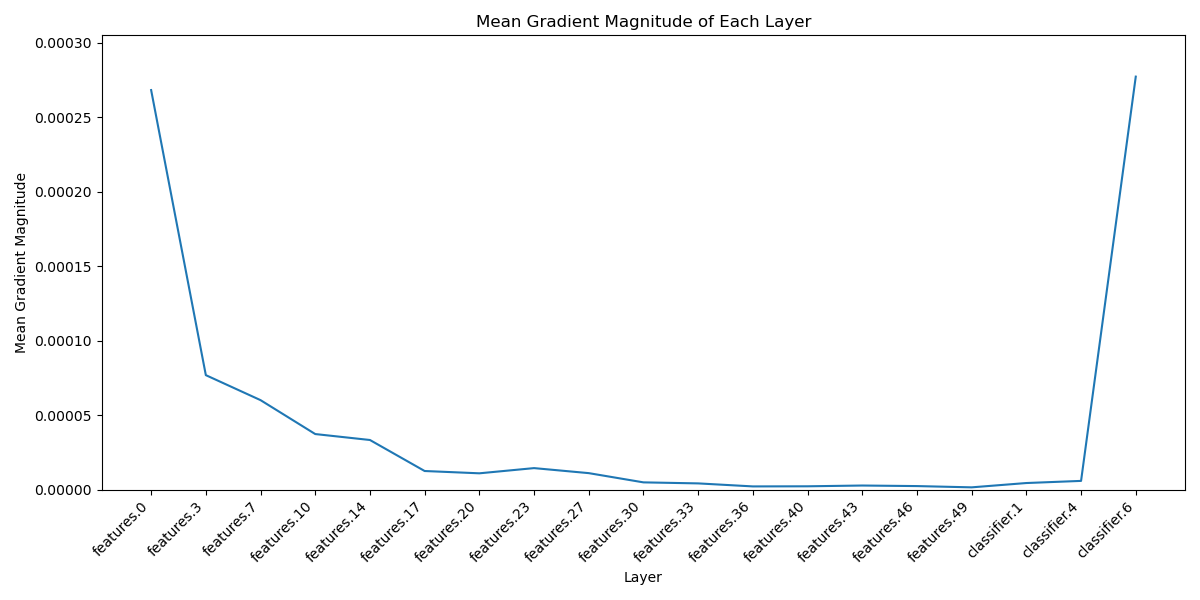 Mean Gradient Magnitude of Each Layer
Mean Gradient Magnitude
0.00030
0.00025
0.00020
0.00015
0.00010
0.00005
0.00000
features.0
features.3
features.7
features.10
features.14
features.17
features.20
features.23
features.27
features.30
features.33
features.36
features.40
features.43
features.46
features.49
classifier.1
classifier.4
classifier.6
Layer